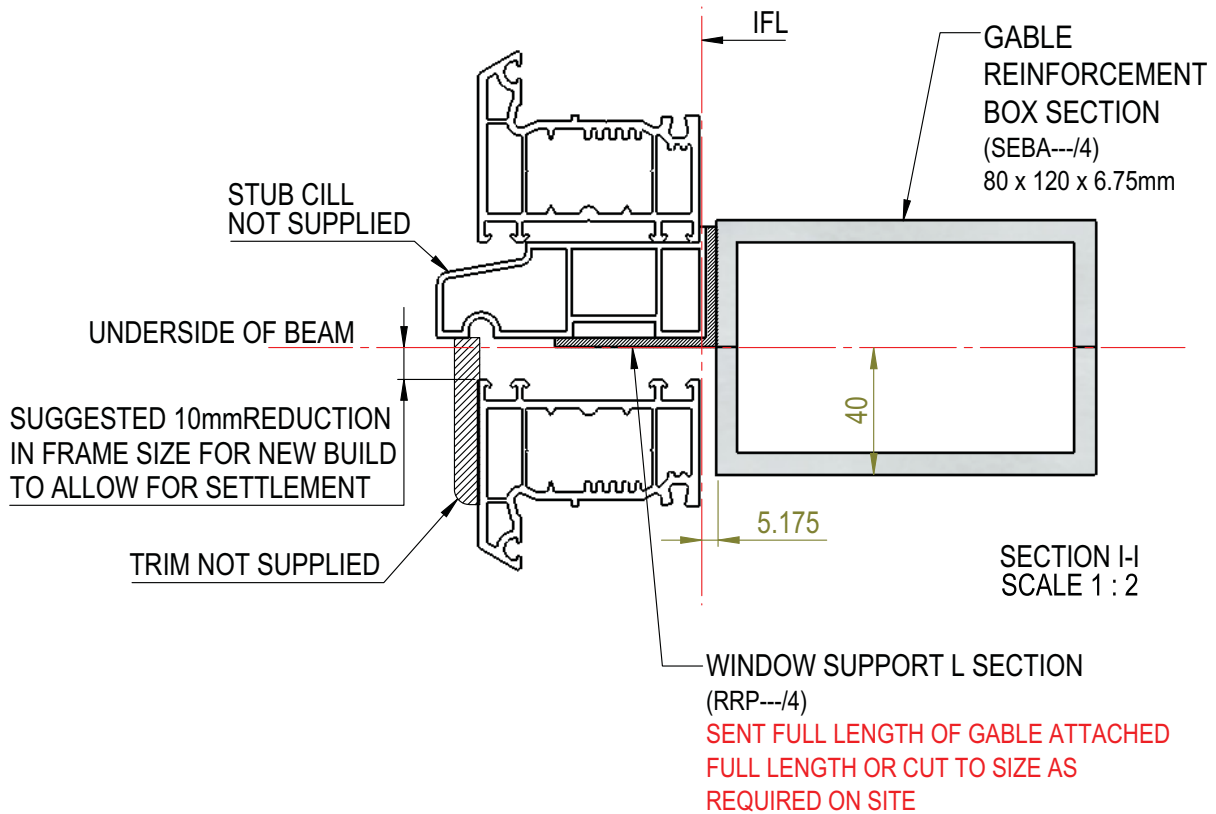 IFL
GABLE
REINFORCEMENT
BOX SECTION
(SEBA---/4)
80 x 120 x 6.75mm
STUB CILL
NOT SUPPLIED
UNDERSIDE OF BEAM
SUGGESTED 10mmREDUCTION
IN FRAME SIZE FOR NEW BUILD
TO ALLOW FOR SETTLEMENT
40
5.175
TRIM NOT SUPPLIED
SECTION I-I
SCALE 1 : 2
WINDOW SUPPORT L SECTION
(RRP---/4)
SENT FULL LENGTH OF GABLE ATTACHED
FULL LENGTH OR CUT TO SIZE AS
REQUIRED ON SITE